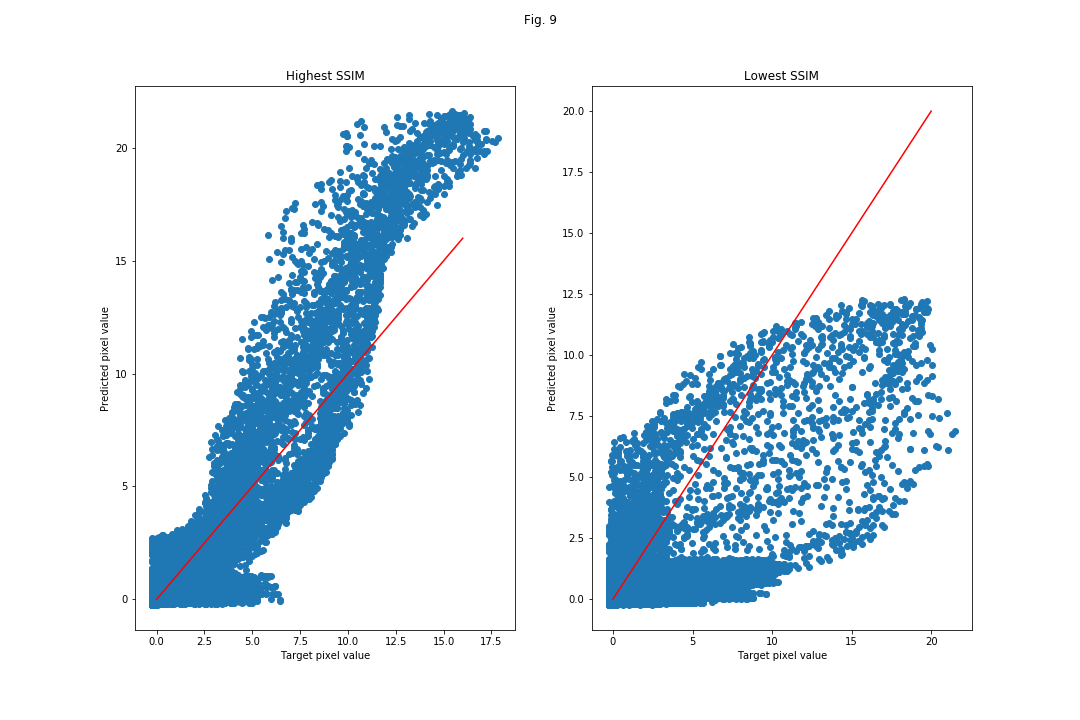 Fig. 9
Highest SSIM
Lowest SSIM
Predicted pixel value
20
15
10
5
0
0.0 2.5 5.0 7.5 10.0 12.5 15.0 17.5
Target pixel value
Predicted pixel value
20.0
17.5
15.0
12.5
10.0
7.5
5.0
2.5
0.0
0 5 10 15 20
Target pixel value